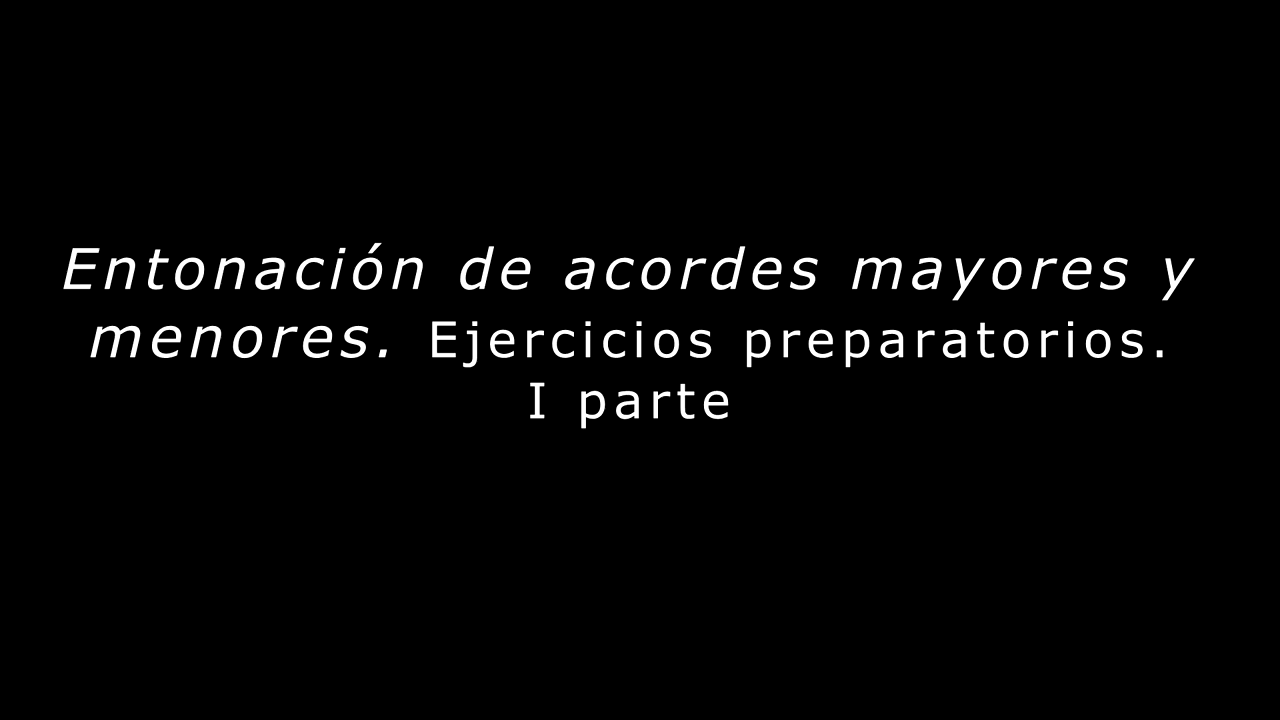 Entonación de acordes mayores y
menores. Ejercicios preparatorios.
I parte